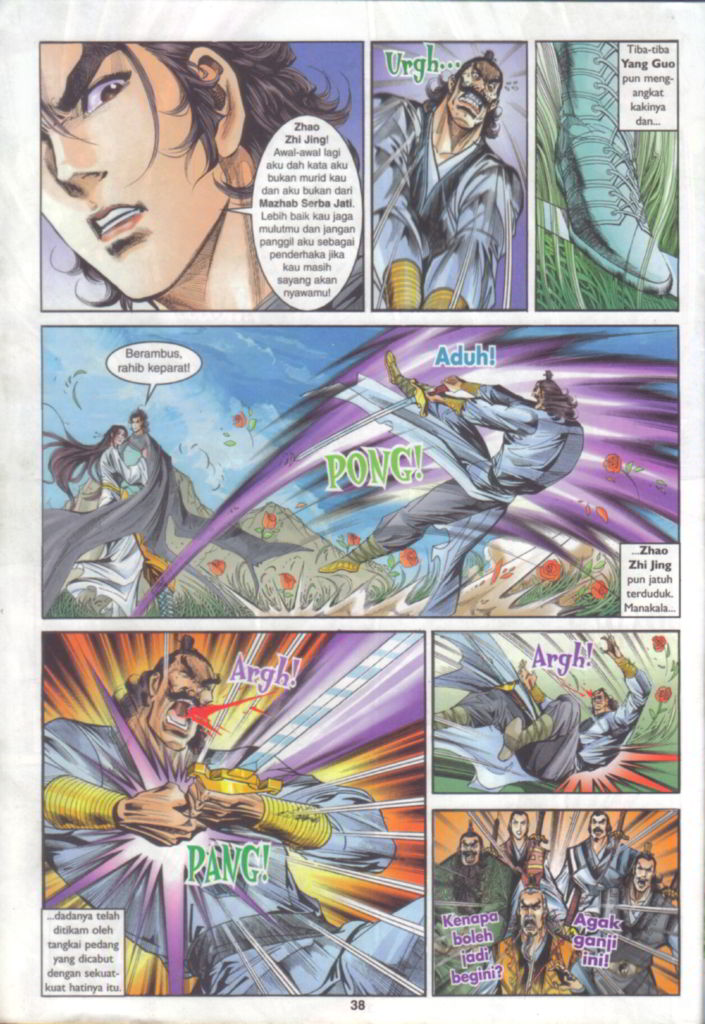 Zhao
Zhi Jing!
Awal-awal lagi
aku dah kata aku
bukan murid kau
dan aku bukan dari
Mazhab Serba Jati.
Lebih baik kau jaga
mulutmu dan jangan
panggil aku sebagai
penderhaka jika
kau masih
sayang akan
nyawamu!
Urgh...
Tiba-tiba
Yang Guo
pun meng-
angkat
kakinya
dan...
Berambus,
rahib keparat!
Aduh!
PONG!
...Zhao
Zhi Jing
pun jatuh
terduduk.
Manakala...
Argh!
PANG!
...dadanya telah
ditikam oleh
tangkai pedang
yang dicabut
dengan sekuat-
kuat hatinya itu.
Argh!
Kenapa
boleh
jadi
begini?
Agak
ganjil
ini!
38